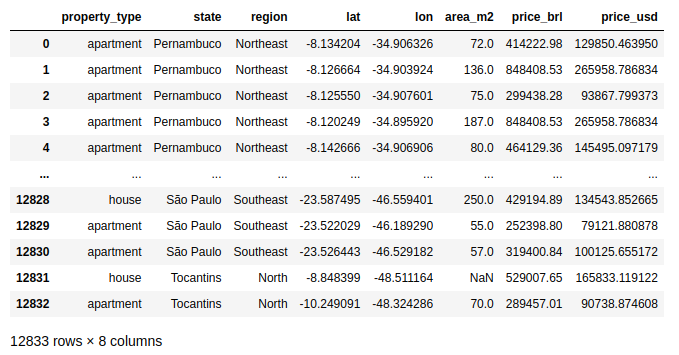 property_type state region lat lon area_m2 price_brl price_usd
0 apartment Pernambuco Northeast -8.134204 -34.906326 72.0 414222.98 129850.463950
1 apartment Pernambuco Northeast -8.126664 -34.903924 136.0 848408.53 265958.786834
2 apartment Pernambuco Northeast -8.125550 -34.907601 75.0 299438.28 93867.799373
3 apartment Pernambuco Northeast -8.120249 -34.895920 187.0 848408.53 265958.786834
4 apartment Pernambuco Northeast -8.142666 -34.906906 80.0 464129.36 145495.097179
... ... ... ... ... ... ... ... ...
12828 house São Paulo Southeast -23.587495 -46.559401 250.0 429194.89 134543.852665
12829 apartment São Paulo Southeast -23.522029 -46.189290 55.0 252398.80 79121.880878
12830 apartment São Paulo Southeast -23.526443 -46.529182 57.0 319400.84 100125.655172
12831 house Tocantins North -8.848399 -48.511164 NaN 529007.65 165833.119122
12832 apartment Tocantins North -10.249091 -48.324286 70.0 289457.01 90738.874608
12833 rows × 8 columns